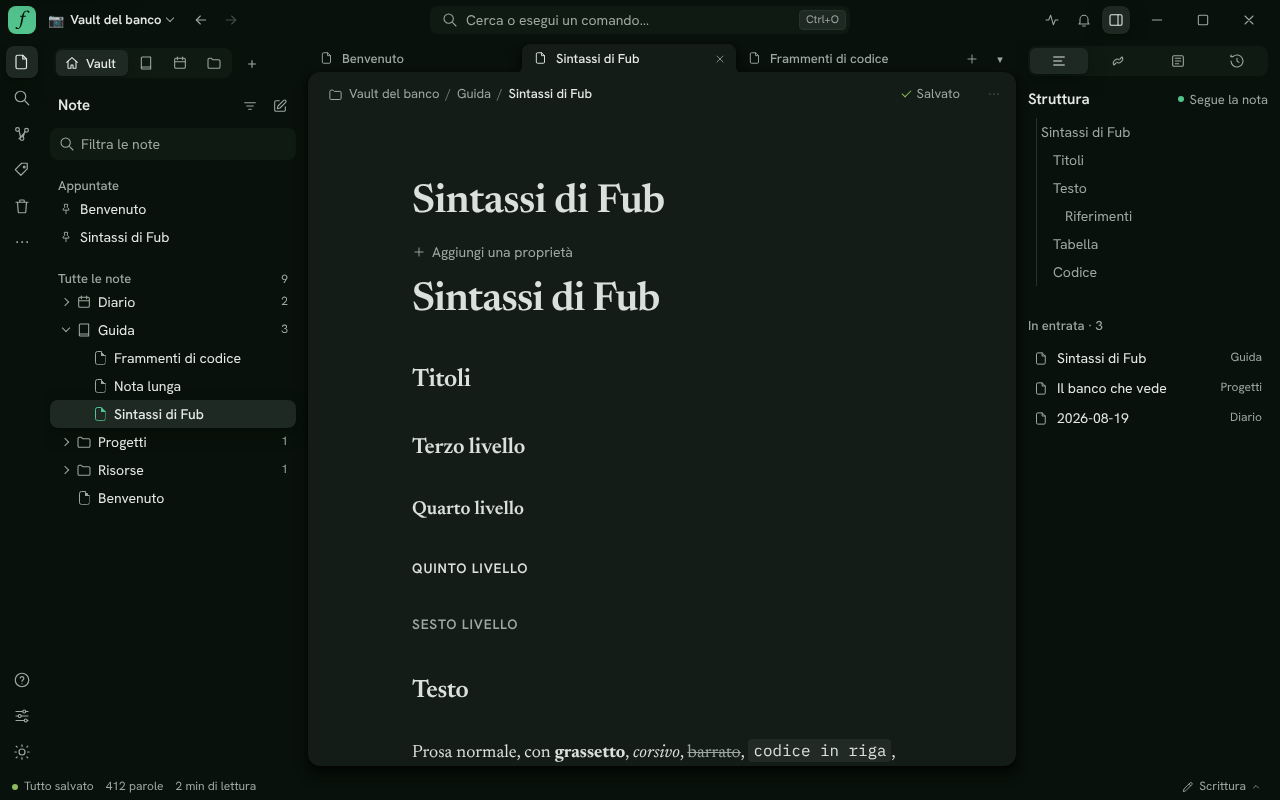 f
Vault del banco
Cerca o esegui un comando…
Ctrl+O
Vault
Note
Filtra le note
Appuntate
Benvenuto
Sintassi di Fub
Tutte le note 9
Diario 2
Guida 3
Frammenti di codice
Nota lunga
Sintassi di Fub
Progetti 1
Risorse 1
Benvenuto
Benvenuto
Sintassi di Fub
Frammenti di codice
Vault del banco / Guida / Sintassi di Fub
Salvato
Sintassi di Fub
Aggiungi una proprietà
Sintassi di Fub
Titoli
Terzo livello
Quarto livello
QUINTO LIVELLO
SESTO LIVELLO
Testo
Prosa normale, con grassetto, corsivo, barrato, codice in riga,
Struttura
Segue la nota
Sintassi di Fub
Titoli
Testo
Riferimenti
Tabella
Codice
In entrata · 3
Sintassi di Fub Guida
Il banco che vede Progetti
2026-08-19 Diario
Tutto salvato 412 parole 2 min di lettura
Scrittura